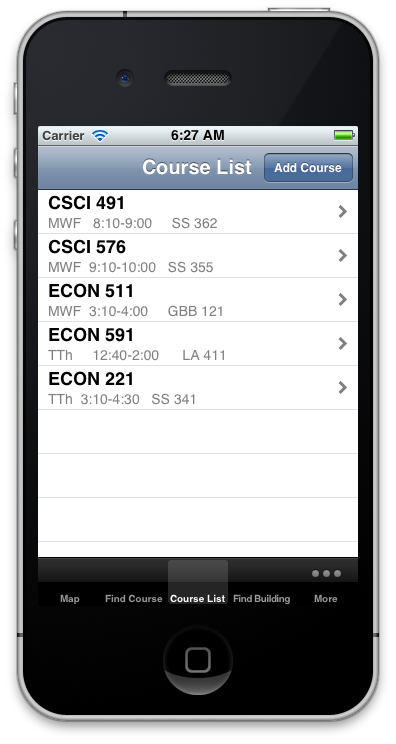 Carrier 6:27 AM
Course List Add Course
CSCI 491
MWF 8:10-9:00 SS 362
CSCI 576
MWF 9:10-10:00 SS 355
ECON 511
MWF 3:10-4:00 GBB 121
ECON 591
TTh 12:40-2:00 LA 411
ECON 221
TTh 3:10-4:30 SS 341
Map Find Course Course List Find Building More